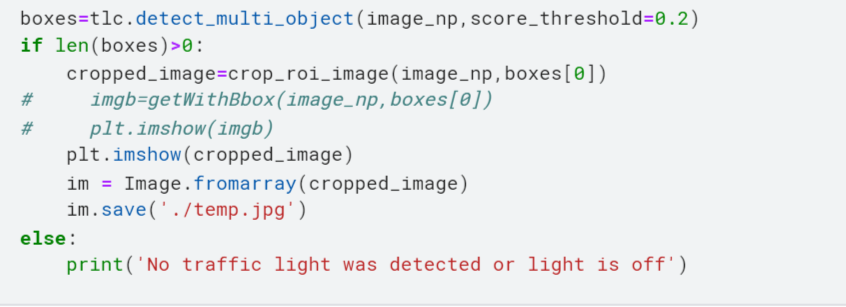 boxes=tlc.detect_multi_object(image_np,score_threshold=0.2)
if len(boxes)>0:
    cropped_image=crop_roi_image(image_np,boxes[0])
#     imgb=getWithBbox(image_np,boxes[0])
#     plt.imshow(imgb)
    plt.imshow(cropped_image)
    im = Image.fromarray(cropped_image)
    im.save('./temp.jpg')
else:
    print('No traffic light was detected or light is off')